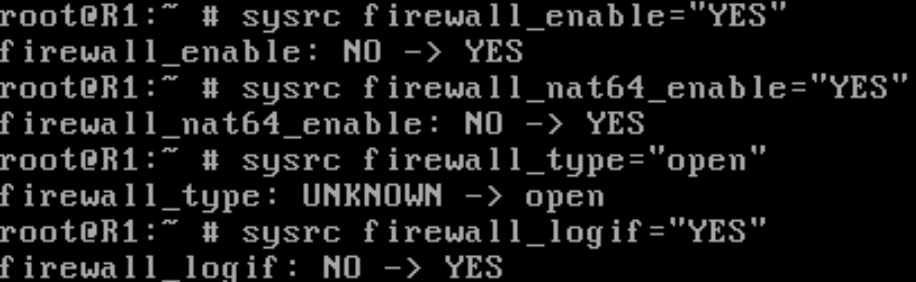 root@R1:~ # sysrc firewall_enable="YES"
firewall_enable: NO -> YES
root@R1:~ # sysrc firewall_nat64_enable="YES"
firewall_nat64_enable: NO -> YES
root@R1:~ # sysrc firewall_type="open"
firewall_type: UNKNOWN -> open
root@R1:~ # sysrc firewall_logif="YES"
firewall_logif: NO -> YES